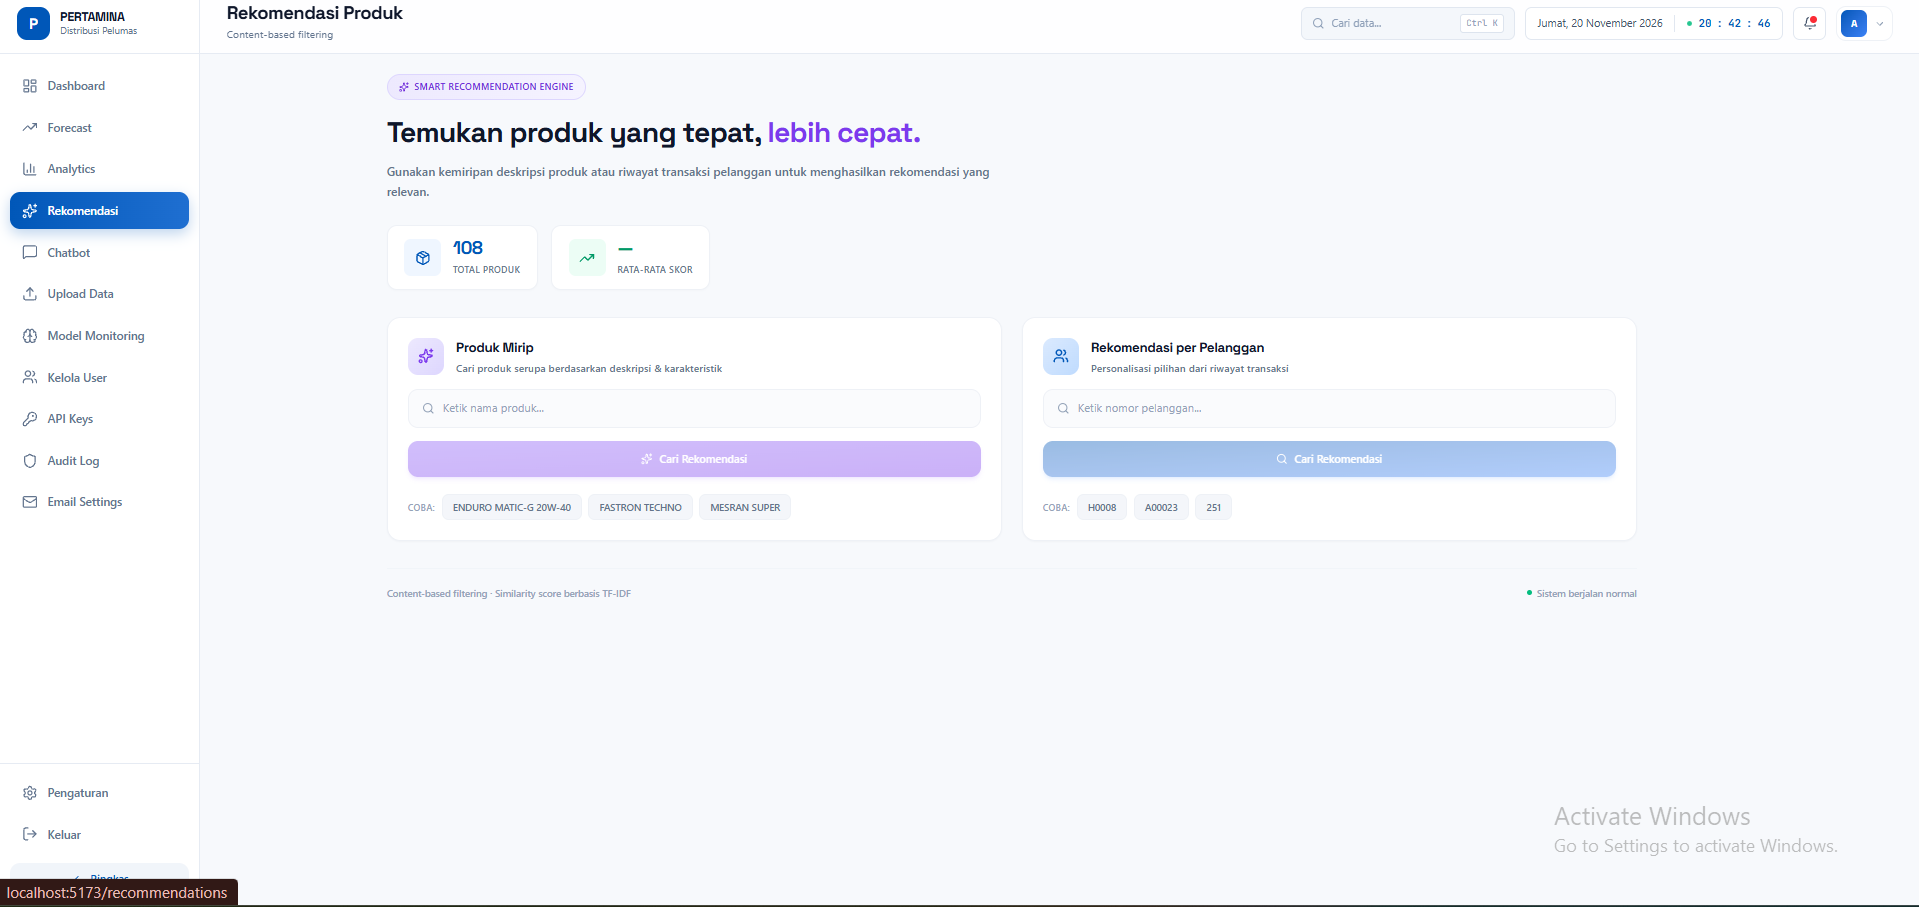 P
PERTAMINA
Distribusi Pelumas
Rekomendasi Produk
Content-based filtering
Cari data...
Ctrl K
Jumat, 20 November 2026
20 : 42 : 46
A
Dashboard
Forecast
Analytics
Rekomendasi
Chatbot
Upload Data
Model Monitoring
Kelola User
API Keys
Audit Log
Email Settings
Pengaturan
Keluar
Ringkas
localhost:5173/recommendations
SMART RECOMMENDATION ENGINE
Temukan produk yang tepat, lebih cepat.
Gunakan kemiripan deskripsi produk atau riwayat transaksi pelanggan untuk menghasilkan rekomendasi yang
relevan.
108
TOTAL PRODUK
—
RATA-RATA SKOR
Produk Mirip
Cari produk serupa berdasarkan deskripsi & karakteristik
Ketik nama produk...
Cari Rekomendasi
COBA: ENDURO MATIC-G 20W-40 FASTRON TECHNO MESRAN SUPER
Rekomendasi per Pelanggan
Personalisasi pilihan dari riwayat transaksi
Ketik nomor pelanggan...
Cari Rekomendasi
COBA: H0008 A00023 251
Content-based filtering · Similarity score berbasis TF-IDF
Sistem berjalan normal
Activate Windows
Go to Settings to activate Windows.